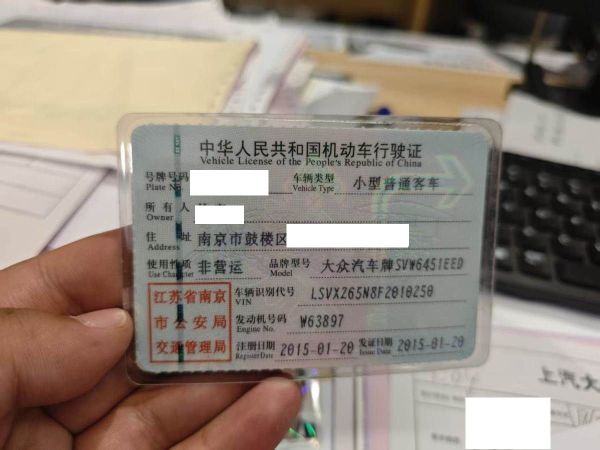 中华人民共和国机动车行驶证
Vehicle License of the People's Republic of China
号牌号码 车辆类型 小型普通客车
Plate No. Vehicle Type
所有人
Owner
住址 南京市鼓楼区
Address
使用性质 非营运 品牌型号 大众汽车牌SVW6451EED
Use Character Model
江苏省南京
市公安局
交通管理局
车辆识别代号 LSVX265N8F2010250
VIN
发动机号码 W63897
Engine No.
注册日期 2015-01-20 发证日期 2015-01-20
Register Date Issue Date
上汽大